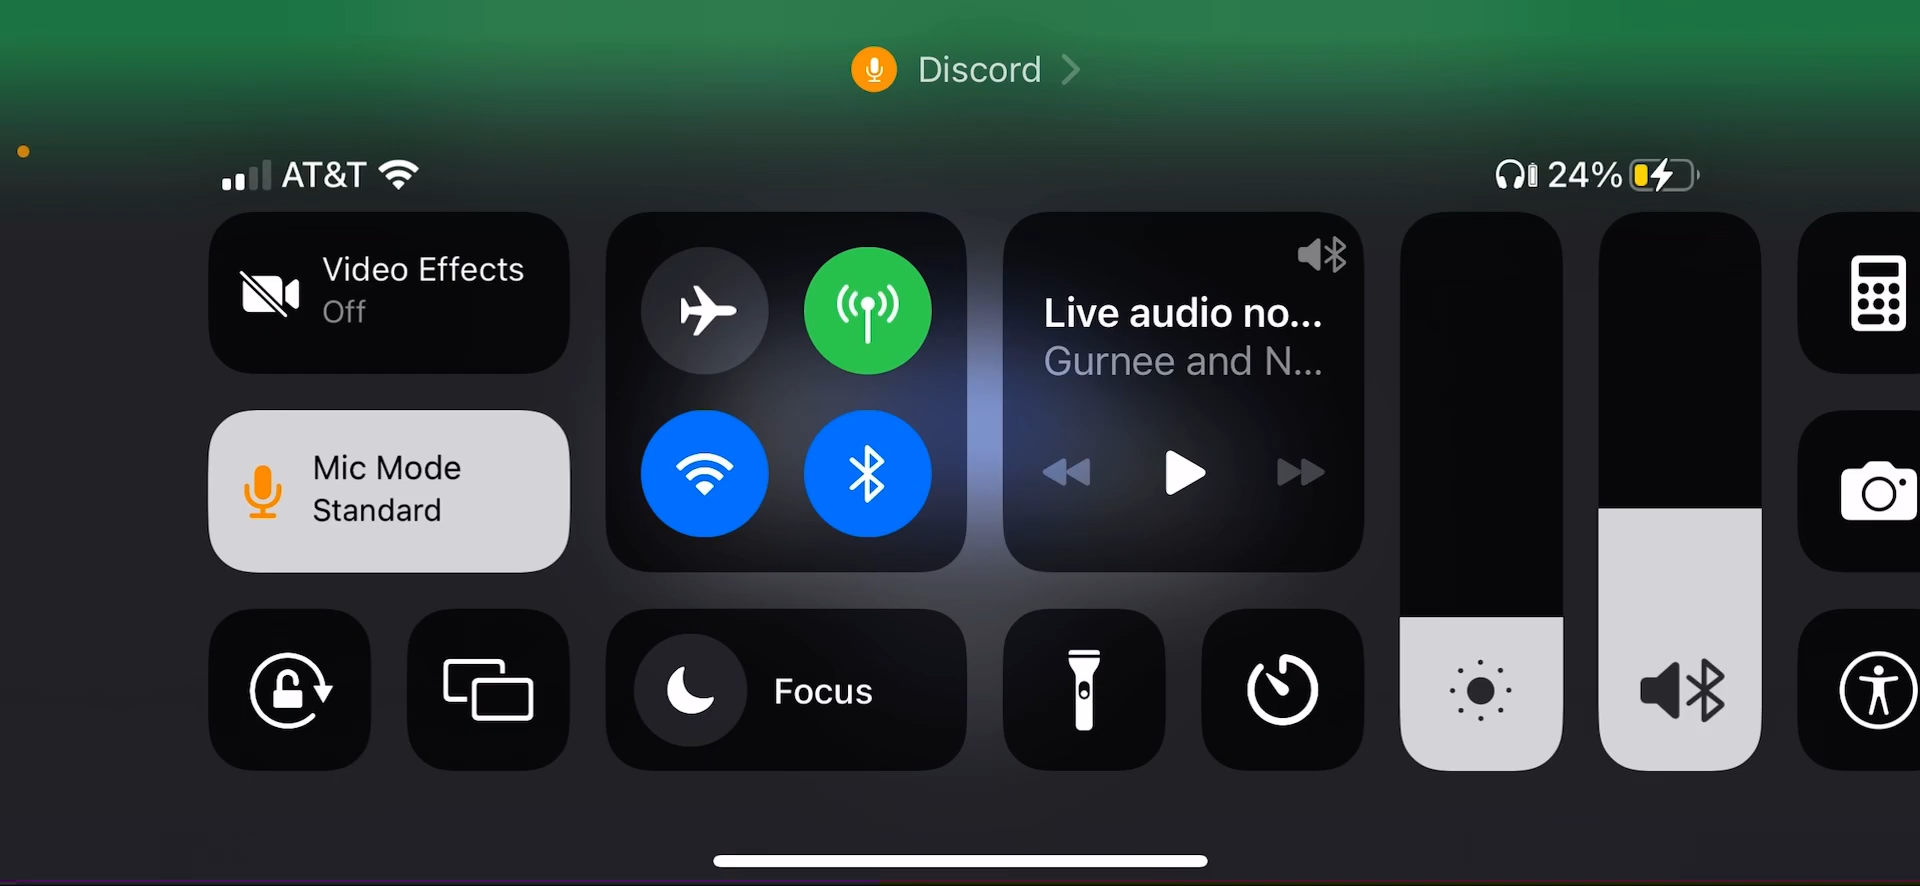 Discord
AT&T
24%
Video Effects
Off
Live audio no...
Gurnee and N...
Mic Mode
Standard
Focus